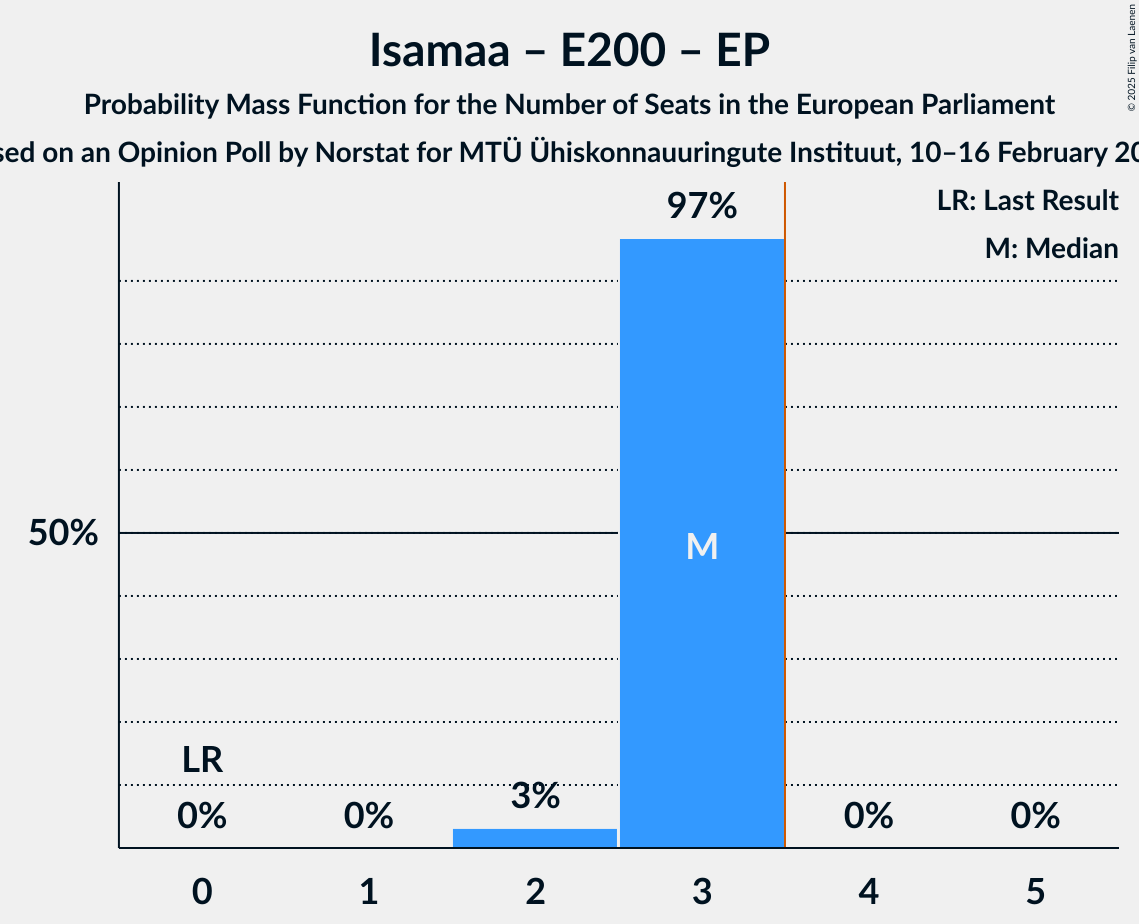 Isamaa – E200 – EP
Probability Mass Function for the Number of Seats in the European Parliament
on an Opinion Poll by Norstat for MTÜ Ühiskonnauuringute Instituut, 10–16 February
© 2025 Filip van Laenen
LR: Last Result
M: Median
97%
50%
M
LR
0%
0%
3%
0%
0%
0
1
2
3
4
5